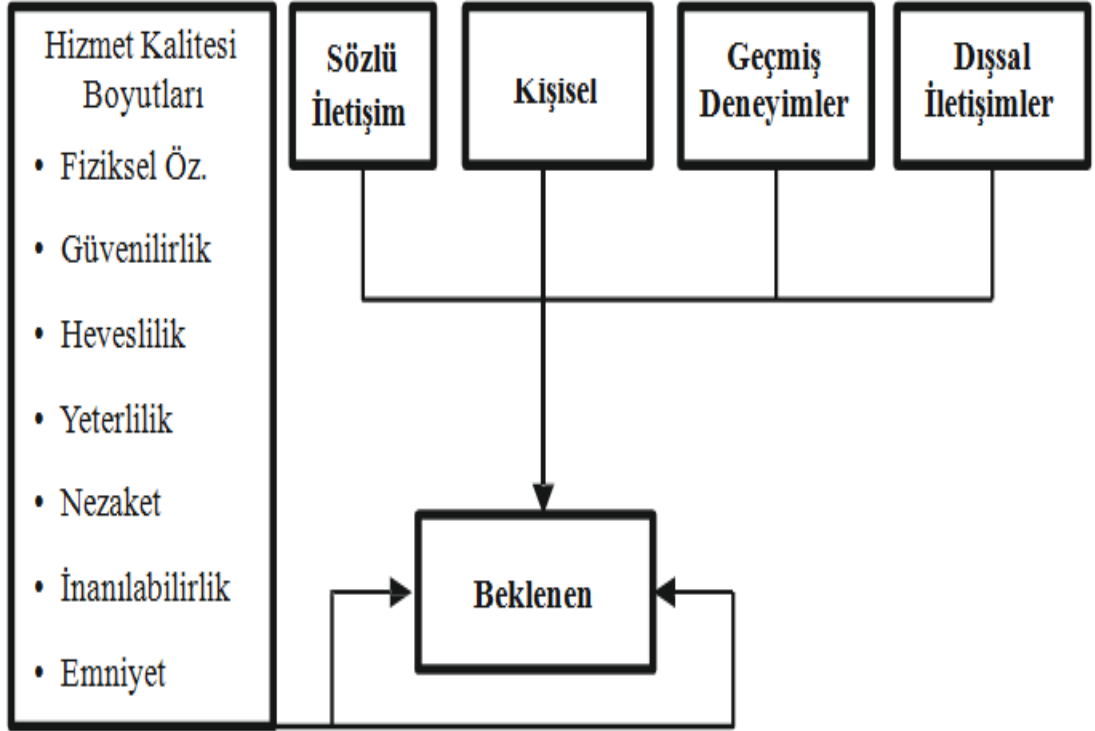 Hizmet Kalitesi
Boyutları
• Fiziksel Öz.
• Güvenilirlik
• Heveslilik
• Yeterlilik
• Nezaket
• İnanılabilirlik
• Emniyet
Sözlü
İletişim
Kişisel
Geçmiş
Deneyimler
Dışsal
İletişimler
Beklenen